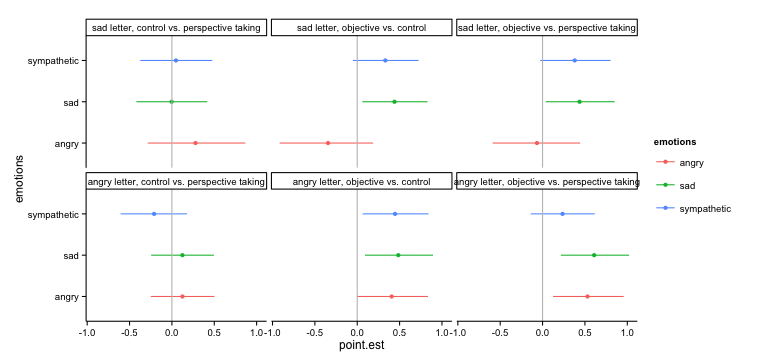 sad letter, control vs. perspective taking
sad letter, objective vs. control
sad letter, objective vs. perspective taking
sympathetic
sad
angry
emotions
angry letter, control vs. perspective taking
angry letter, objective vs. control
angry letter, objective vs. perspective taking
sympathetic
sad
angry
-1.0 -0.5 0.0 0.5 1.0
-1.0 -0.5 0.0 0.5 1.0
-1.0 -0.5 0.0 0.5 1.0
point.est
emotions
angry
sad
sympathetic